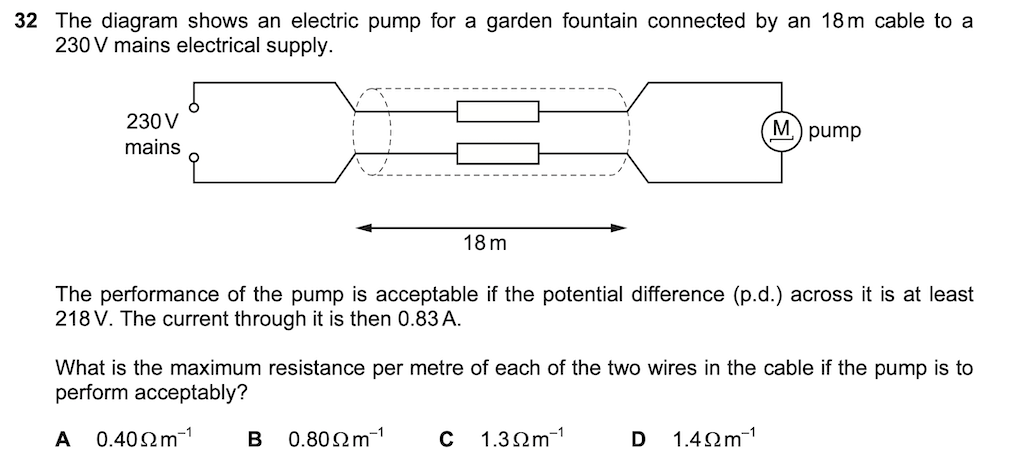 32 The diagram shows an electric pump for a garden fountain connected by an 18 m cable to a
230 V mains electrical supply.
230 V
mains
M
pump
18 m
The performance of the pump is acceptable if the potential difference (p.d.) across it is at least
218 V. The current through it is then 0.83 A.
What is the maximum resistance per metre of each of the two wires in the cable if the pump is to
perform acceptably?
A 0.40 Ω m⁻¹ B 0.80 Ω m⁻¹ C 1.3 Ω m⁻¹ D 1.4 Ω m⁻¹